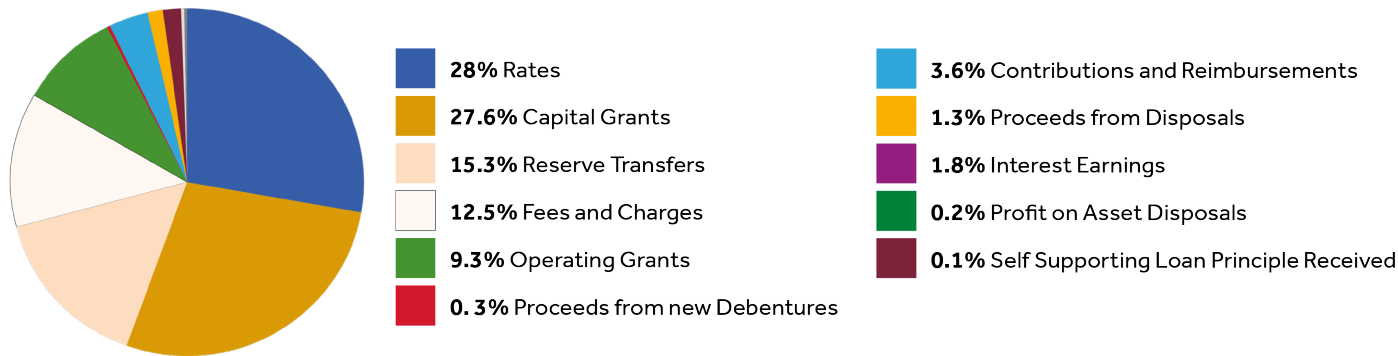 28% Rates
27.6% Capital Grants
15.3% Reserve Transfers
12.5% Fees and Charges
9.3% Operating Grants
0. 3% Proceeds from new Debentures
3.6% Contributions and Reimbursements
1.3% Proceeds from Disposals
1.8% Interest Earnings
0.2% Profit on Asset Disposals
0.1% Self Supporting Loan Principle Received